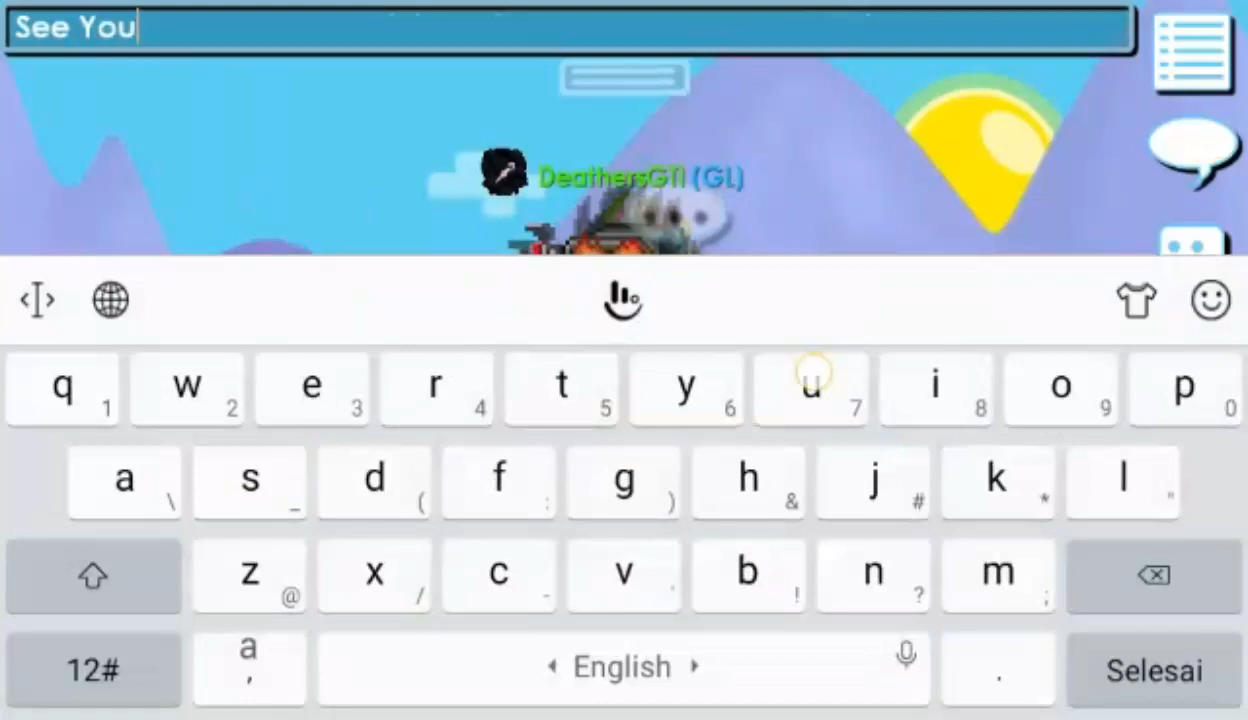 See You
DeathersGTI (GL)
q 1 w 2 e 3 r 4 t 5 y 6 u 7 i 8 o 9 p 0
a \ s _ d ( f : g ) h & j # k * l "
z @ x / c - v ' b ! n ? m ;
12# a , English . Selesai